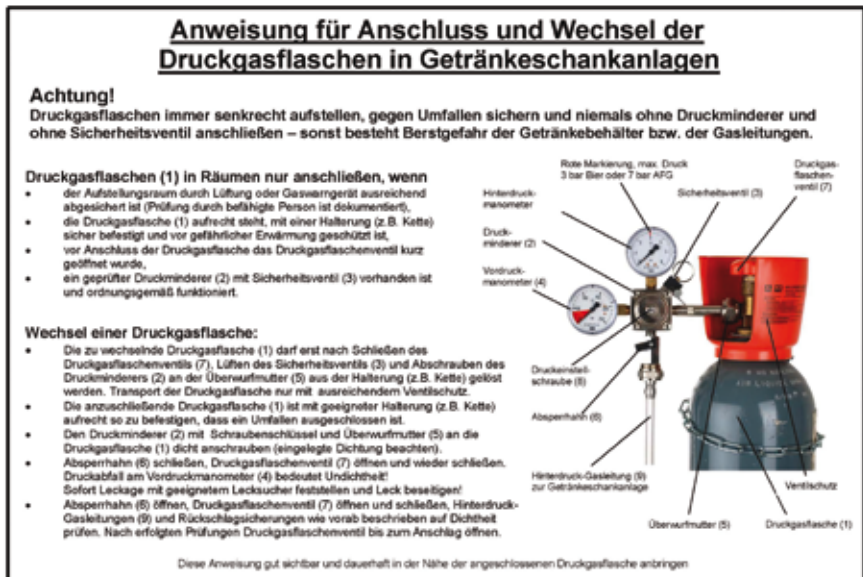 Anweisung für Anschluss und Wechsel der
Druckgasflaschen in Getränkeschankanlagen
Achtung!
Druckgasflaschen immer senkrecht aufstellen, gegen Umfallen sichern und niemals ohne Druckminderer und
ohne Sicherheitsventil anschließen – sonst besteht Berstgefahr der Getränkebehälter bzw. der Gasleitungen.
Druckgasflaschen (1) in Räumen nur anschließen, wenn
• der Aufstellungsraum durch Lüftung oder Gaswarngerät ausreichend
abgesichert ist (Prüfung durch befähigte Person ist dokumentiert),
• die Druckgasflasche (1) aufrecht steht, mit einer Halterung (z.B. Kette)
sicher befestigt und vor gefährlicher Erwärmung geschützt ist,
• vor Anschluss der Druckgasflasche das Druckgasflaschenventil kurz
geöffnet wurde,
• ein geprüfter Druckminderer (2) mit Sicherheitsventil (3) vorhanden ist
und ordnungsgemäß funktioniert.
Wechsel einer Druckgasflasche:
• Die zu wechselnde Druckgasflasche (1) darf erst nach Schließen des
Druckgasflaschenventils (7), Lüften des Sicherheitsventils (3) und Abschrauben des
Druckminderers (2) an der Überwurfmutter (5) aus der Halterung (z.B. Kette) gelöst
werden. Transport der Druckgasflasche nur mit ausreichendem Ventilschutz.
• Die anzuschließende Druckgasflasche (1) ist mit geeigneter Halterung (z.B. Kette)
aufrecht so zu befestigen, dass ein Umfallen ausgeschlossen ist.
• Den Druckminderer (2) mit Schraubenschlüssel und Überwurfmutter (5) an die
Druckgasflasche (1) dicht anschrauben (eingelegte Dichtung beachten).
• Absperrhahn (6) schließen, Druckgasflaschenventil (7) öffnen und wieder schließen.
Druckabfall am Vordruckmanometer (4) bedeutet Undichtheit!
Sofort Leckage mit geeignetem Lecksucher feststellen und Leck beseitigen!
• Absperrhahn (6) öffnen, Druckgasflaschenventil (7) öffnen und schließen, Hinterdruck-
Gasleitungen (9) und Rückschlagsicherungen wie vorab beschrieben auf Dichtheit
prüfen. Nach erfolgten Prüfungen Druckgasflaschenventil bis zum Anschlag öffnen.
Rote Markierung, max. Druck
3 bar Bier oder 7 bar AFG
Druckgas-
flaschen-
ventil (7)
Hinterdruck-
manometer
Sicherheitsventil (3)
Druck-
minderer (2)
Vordruck-
manometer (4)
Druckeinstell-
schraube (8)
Absperrhahn (6)
Hinterdruck-Gasleitung (9)
zur Getränkeschankanlage
Ventilschutz
Überwurfmutter (5)
Druckgasflasche (1)
Diese Anweisung gut sichtbar und dauerhaft in der Nähe der angeschlossenen Druckgasflasche anbringen